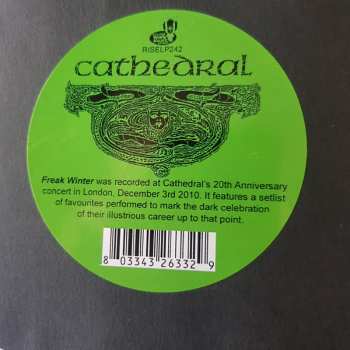 RISELP242
cathedral
Freak Winter was recorded at Cathedral's 20th Anniversary
concert in London, December 3rd 2010. It features a setlist
of favourites performed to mark the dark celebration
of their illustrious career up to that point.
8 03343 26332 9